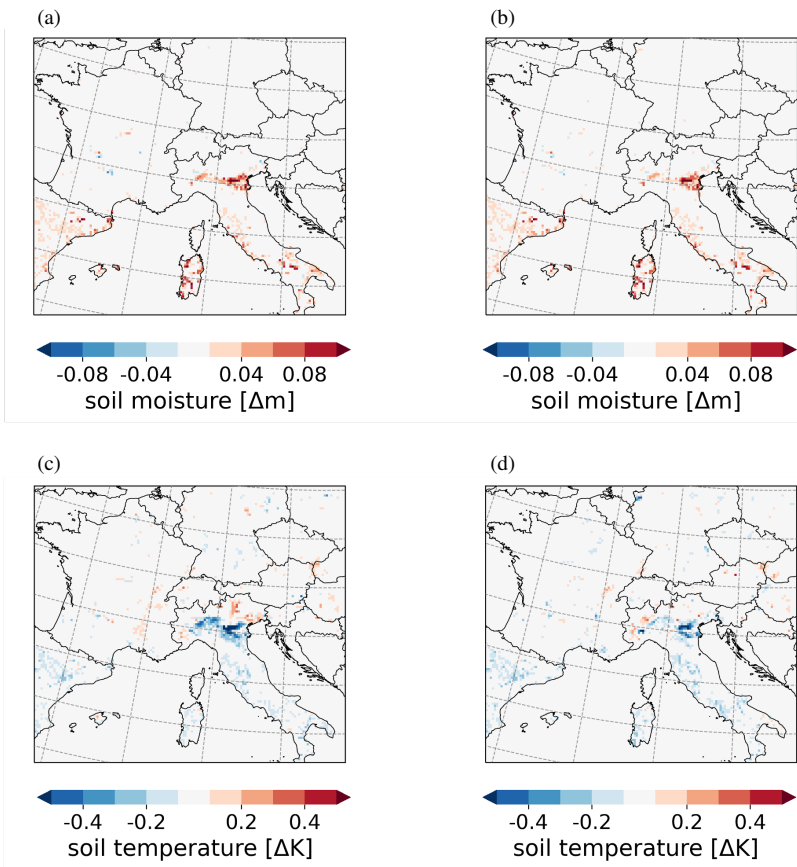 (a) (b)
-0.08 -0.04 0.04 0.08 -0.08 -0.04 0.04 0.08
soil moisture [Δm] soil moisture [Δm]
(c) (d)
-0.4 -0.2 0.2 0.4 -0.4 -0.2 0.2 0.4
soil temperature [ΔK] soil temperature [ΔK]